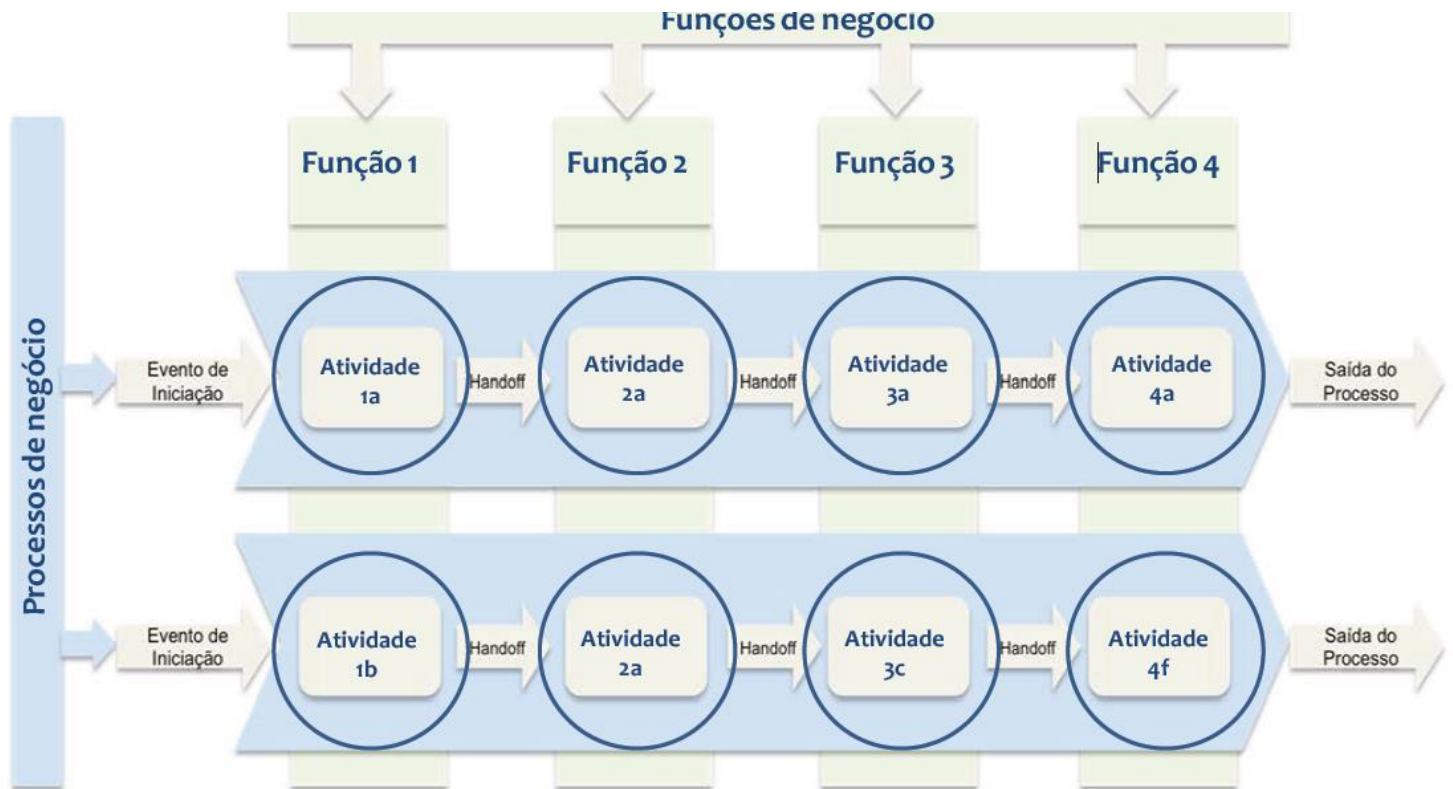 Funções de negócio
Função 1
Função 2
Função 3
Função 4
Processos de negócio
Evento de
Iniciação
Atividade
1a
Handoff
Atividade
2a
Handoff
Atividade
3a
Handoff
Atividade
4a
Saída do
Processo
Evento de
Iniciação
Atividade
1b
Handoff
Atividade
2a
Handoff
Atividade
3c
Handoff
Atividade
4f
Saída do
Processo